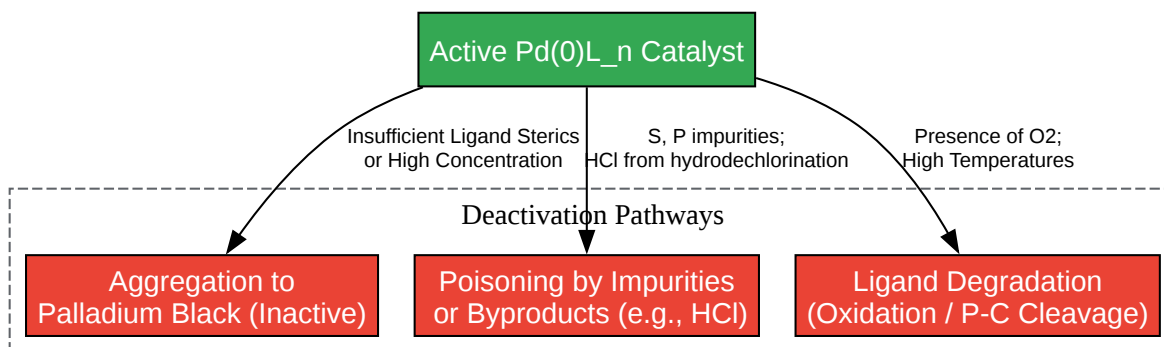 Active Pd(0)L_n Catalyst
Insufficient Ligand Sterics
or High Concentration
S, P impurities;
HCl from hydrodechlorination
Presence of O2;
High Temperatures
Deactivation Pathways
Aggregation to
Palladium Black (Inactive)
Poisoning by Impurities
or Byproducts (e.g., HCl)
Ligand Degradation
(Oxidation / P-C Cleavage)